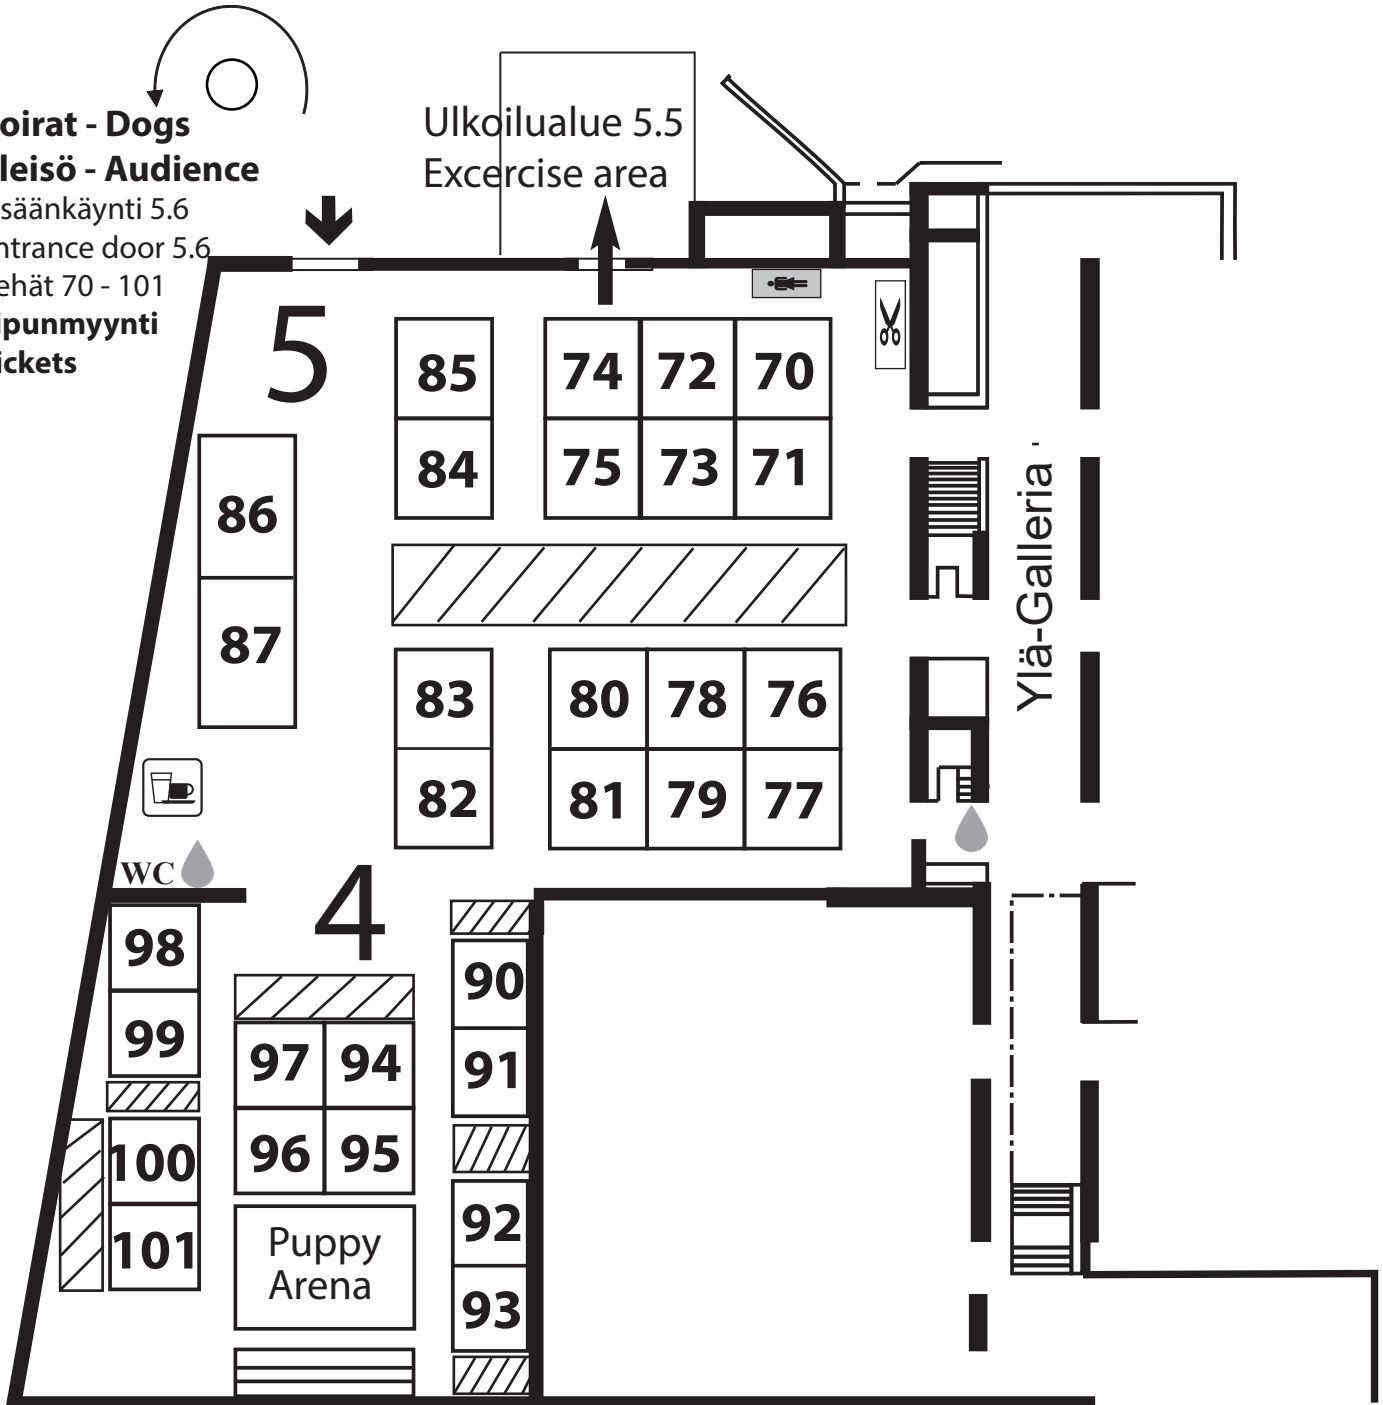 oirat - Dogs
leisö - Audience
säänkäynti 5.6
ntrance door 5.6
ehät 70 - 101
ipunmyynti
ickets
Ulkoilualue 5.5
Excercise area
5
85
74 72 70
84
75 73 71
86
87
Ylä-Galleria
83
80 78 76
82
81 79 77
WC
4
98
99
90
91
97 94
96 95
100
101
92
93
Puppy
Arena